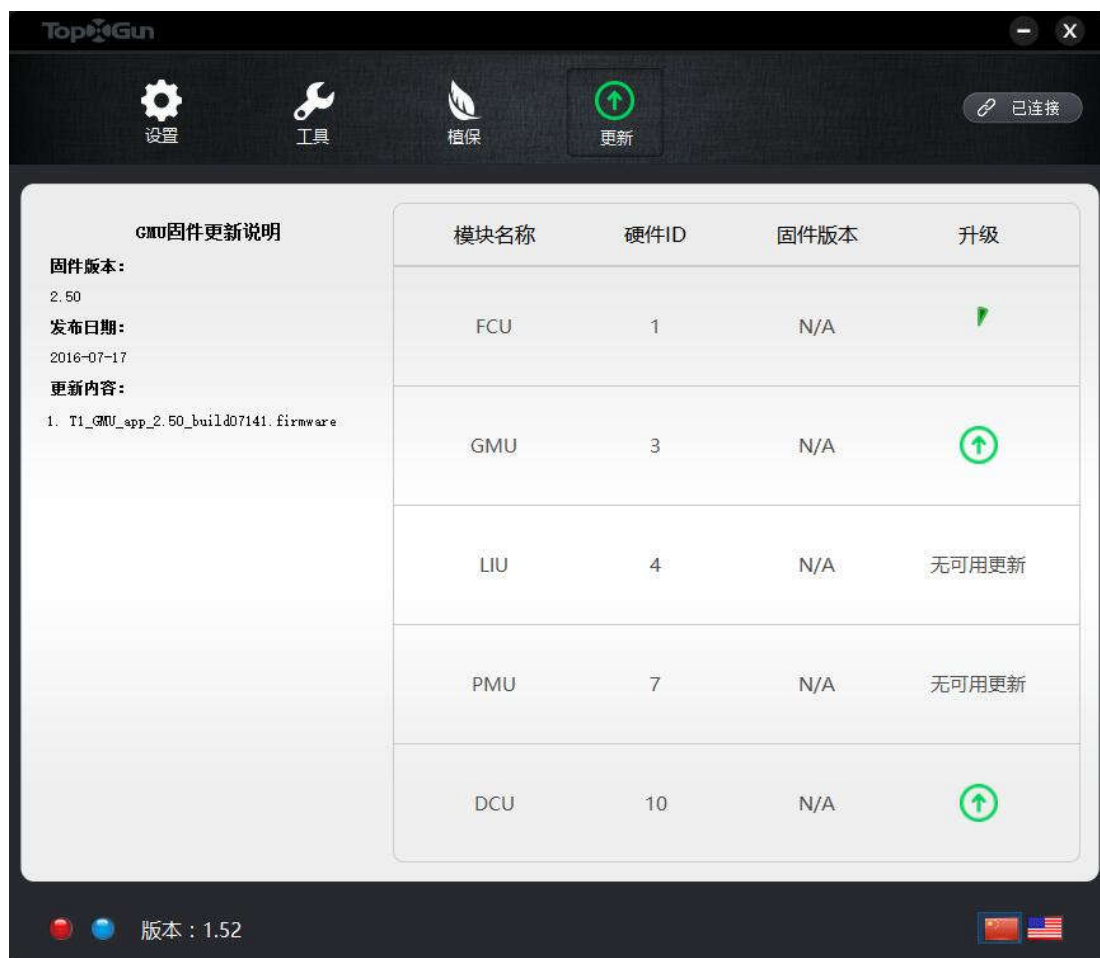 TopXGun
设置 工具 植保 更新 已连接
GMU固件更新说明
固件版本：
2.50
发布日期：
2016-07-17
更新内容：
1. T1_GMU_app_2.50_build07141.firmware
模块名称 硬件ID 固件版本 升级
FCU 1 N/A
GMU 3 N/A
LIU 4 N/A 无可用更新
PMU 7 N/A 无可用更新
DCU 10 N/A
版本：1.52